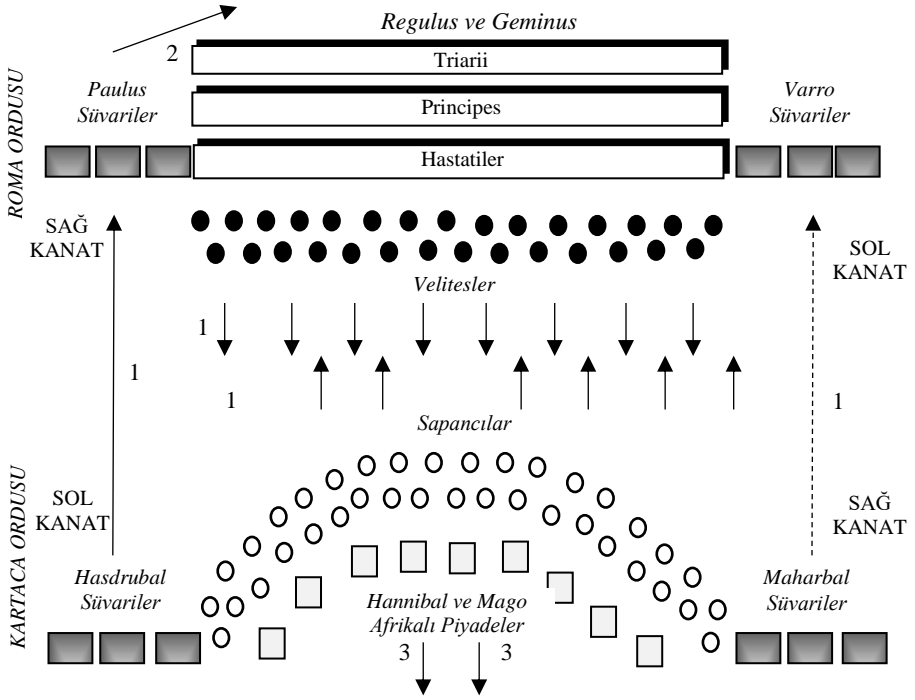 Regulus ve Geminus
2
Triarii
Paulus
Süvariler
Principes
Varro
Süvariler
ROMA ORDUSU
Hastatiler
SAĞ
KANAT
SOL
KANAT
Velitesler
1
1
1
1
Sapancılar
KARTACA ORDUSU
SOL
KANAT
SAĞ
KANAT
Hasdrubal
Süvariler
Hannibal ve Mago
Afrikalı Piyadeler
Maharbal
Süvariler
3 3